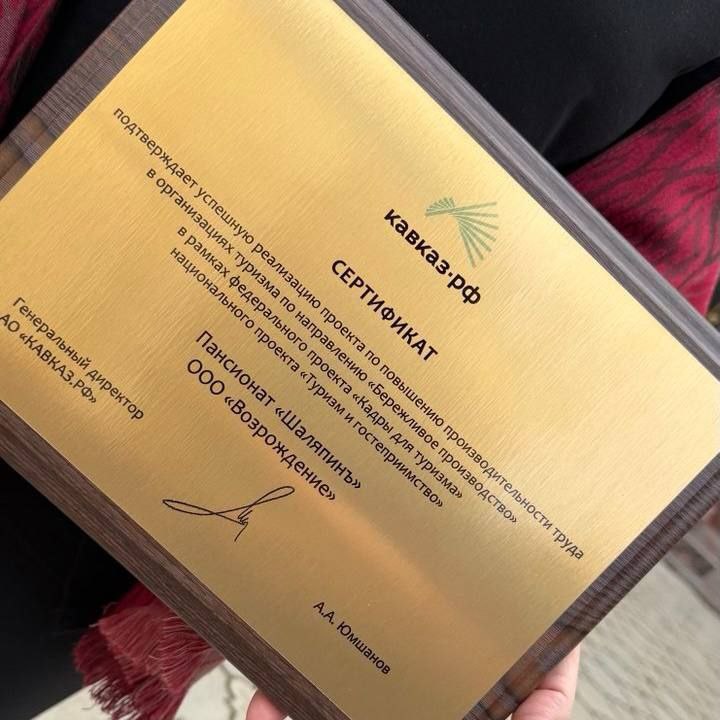 кавказ.рф
СЕРТИФИКАТ
подтверждает успешную реализацию проекта по повышению производительности труда
в организациях туризма по направлению «Бережливое производство»
в рамках федерального проекта «Кадры для туризма»
национального проекта «Туризм и гостеприимство»
Пансионат «Шаляпинъ»
ООО «Возрождение»
Генеральный директор
АО «КАВКАЗ.РФ»
А.А. Юмшанов